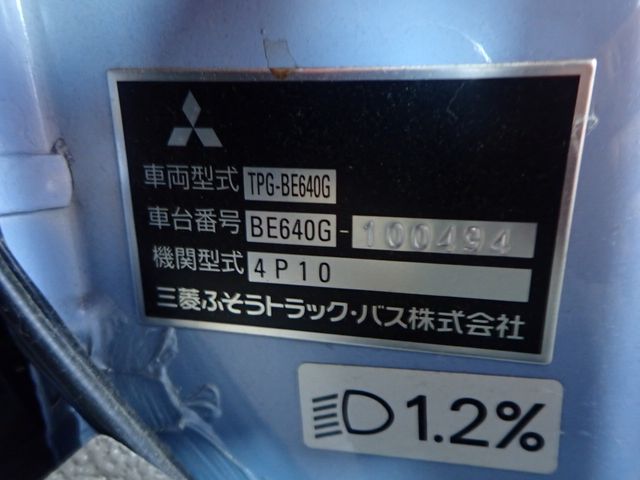 車両型式 TPG-BE640G
車台番号 BE640G-100494
機関型式 4P10
三菱ふそうトラック・バス株式会社
1.2%